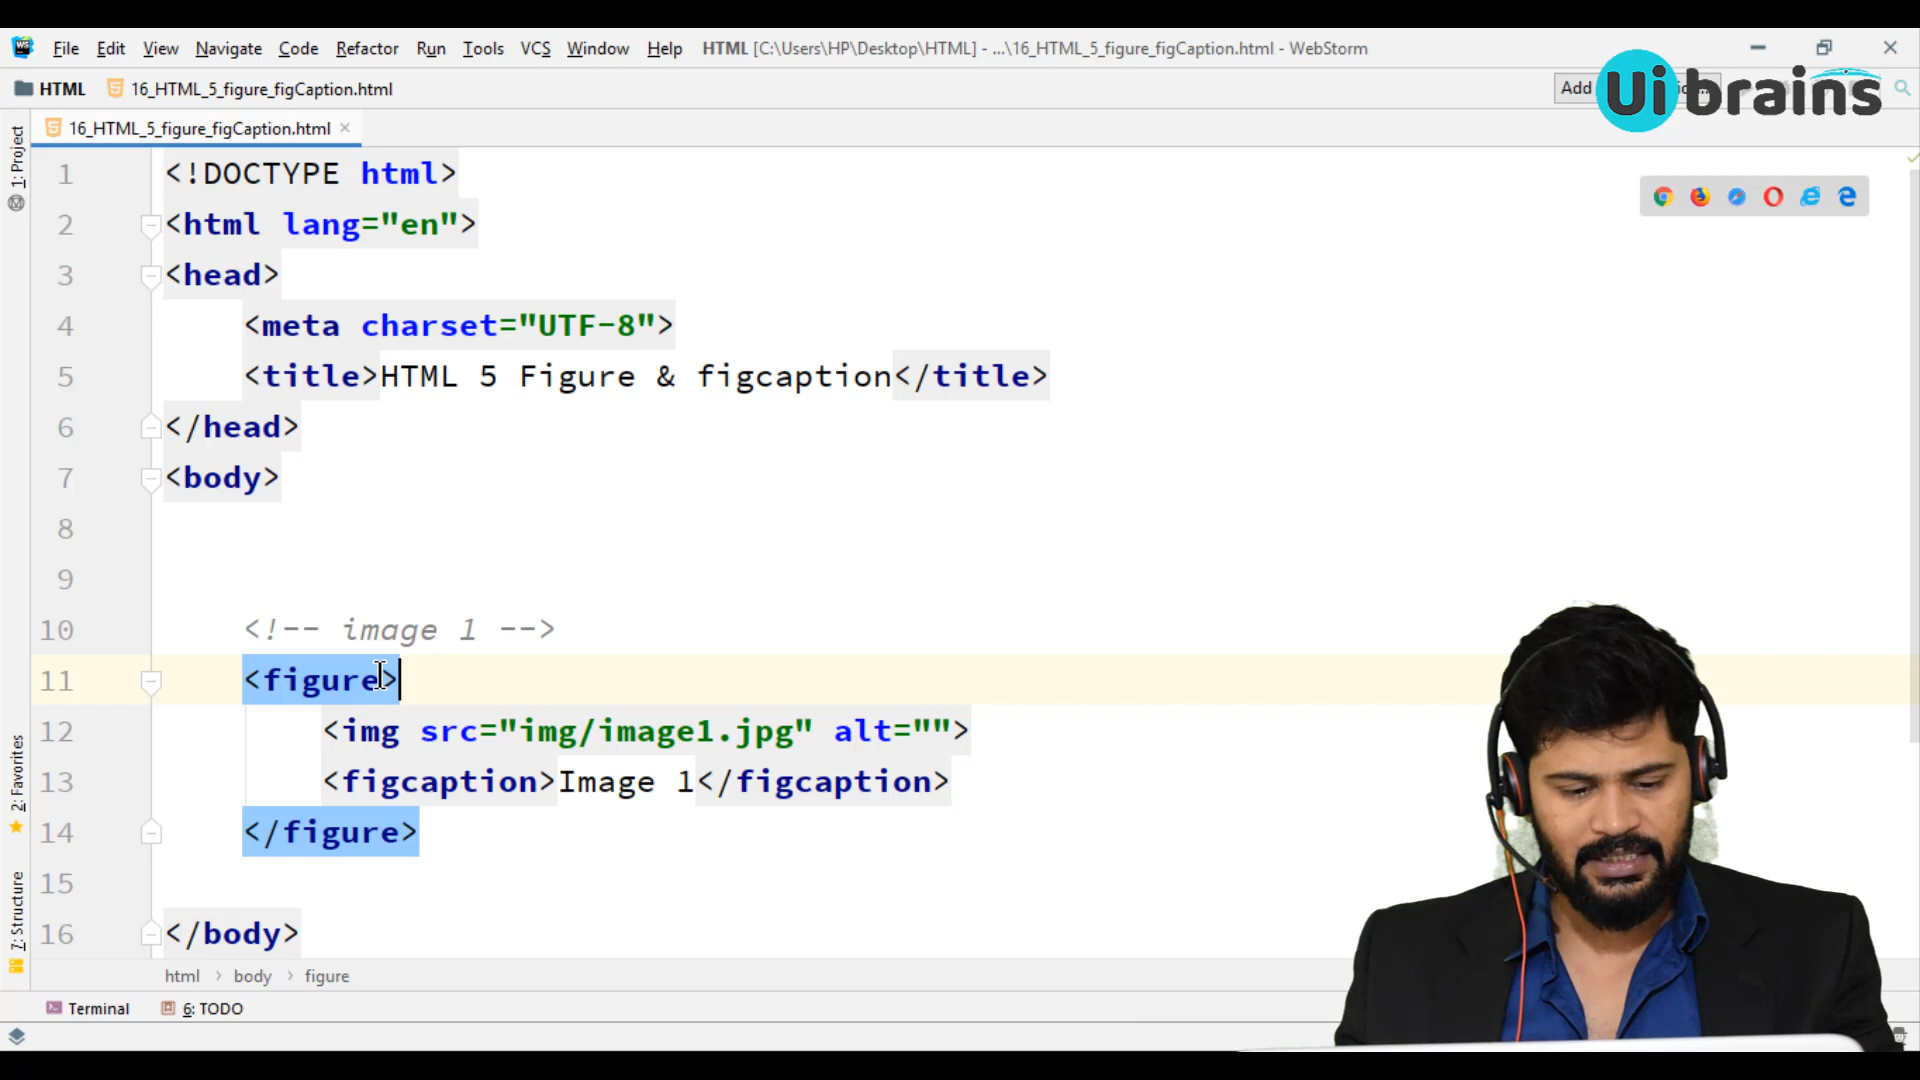 File Edit View Navigate Code Refactor Run Tools VCS Window Help HTML [C:\Users\HP\Desktop\HTML] - ...\16_HTML_5_figure_figCaption.html - WebStorm
HTML 16_HTML_5_figure_figCaption.html Add
Ui brains
16_HTML_5_figure_figCaption.html
1: Project
2: Favorites
7: Structure
1 <!DOCTYPE html>
2 <html lang="en">
3 <head>
4 <meta charset="UTF-8">
5 <title>HTML 5 Figure & figcaption</title>
6 </head>
7 <body>
8
9
10 <!-- image 1 -->
11 <figure>
12 <img src="img/image1.jpg" alt="">
13 <figcaption>Image 1</figcaption>
14 </figure>
15
16 </body>
html › body › figure
Terminal 6: TODO